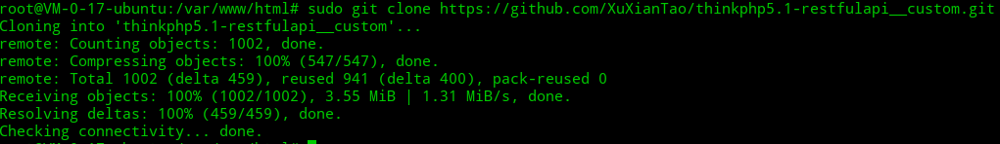 root@VM-0-17-ubuntu:/var/www/html# sudo git clone https://github.com/XuXianTao/thinkphp5.1-restfulapi__custom.git
Cloning into 'thinkphp5.1-restfulapi__custom'...
remote: Counting objects: 1002, done.
remote: Compressing objects: 100% (547/547), done.
remote: Total 1002 (delta 459), reused 941 (delta 400), pack-reused 0
Receiving objects: 100% (1002/1002), 3.55 MiB | 1.31 MiB/s, done.
Resolving deltas: 100% (459/459), done.
Checking connectivity... done.